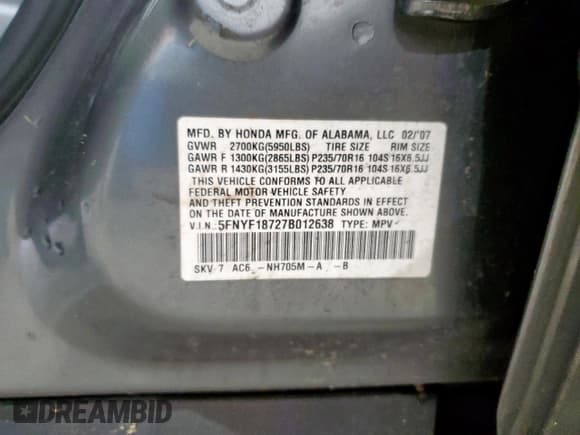 MFD. BY HONDA MFG. OF ALABAMA, LLC 02/'07
GVWR 2700KG(5950LBS) TIRE SIZE RIM SIZE
GAWR F 1300KG(2865LBS) P235/70R16 104S 16X6.5JJ
GAWR R 1430KG(3155LBS) P235/70R16 104S 16X6.5JJ
THIS VEHICLE CONFORMS TO ALL APPLICABLE
FEDERAL MOTOR VEHICLE SAFETY
AND THEFT PREVENTION STANDARDS IN EFFECT
ON THE DATE OF MANUFACTURE SHOWN ABOVE.
V.I.N.: 5FNYF18727B012638 TYPE: MPV
SKV 7 AC6 -NH705M-A -B
DREAMBID